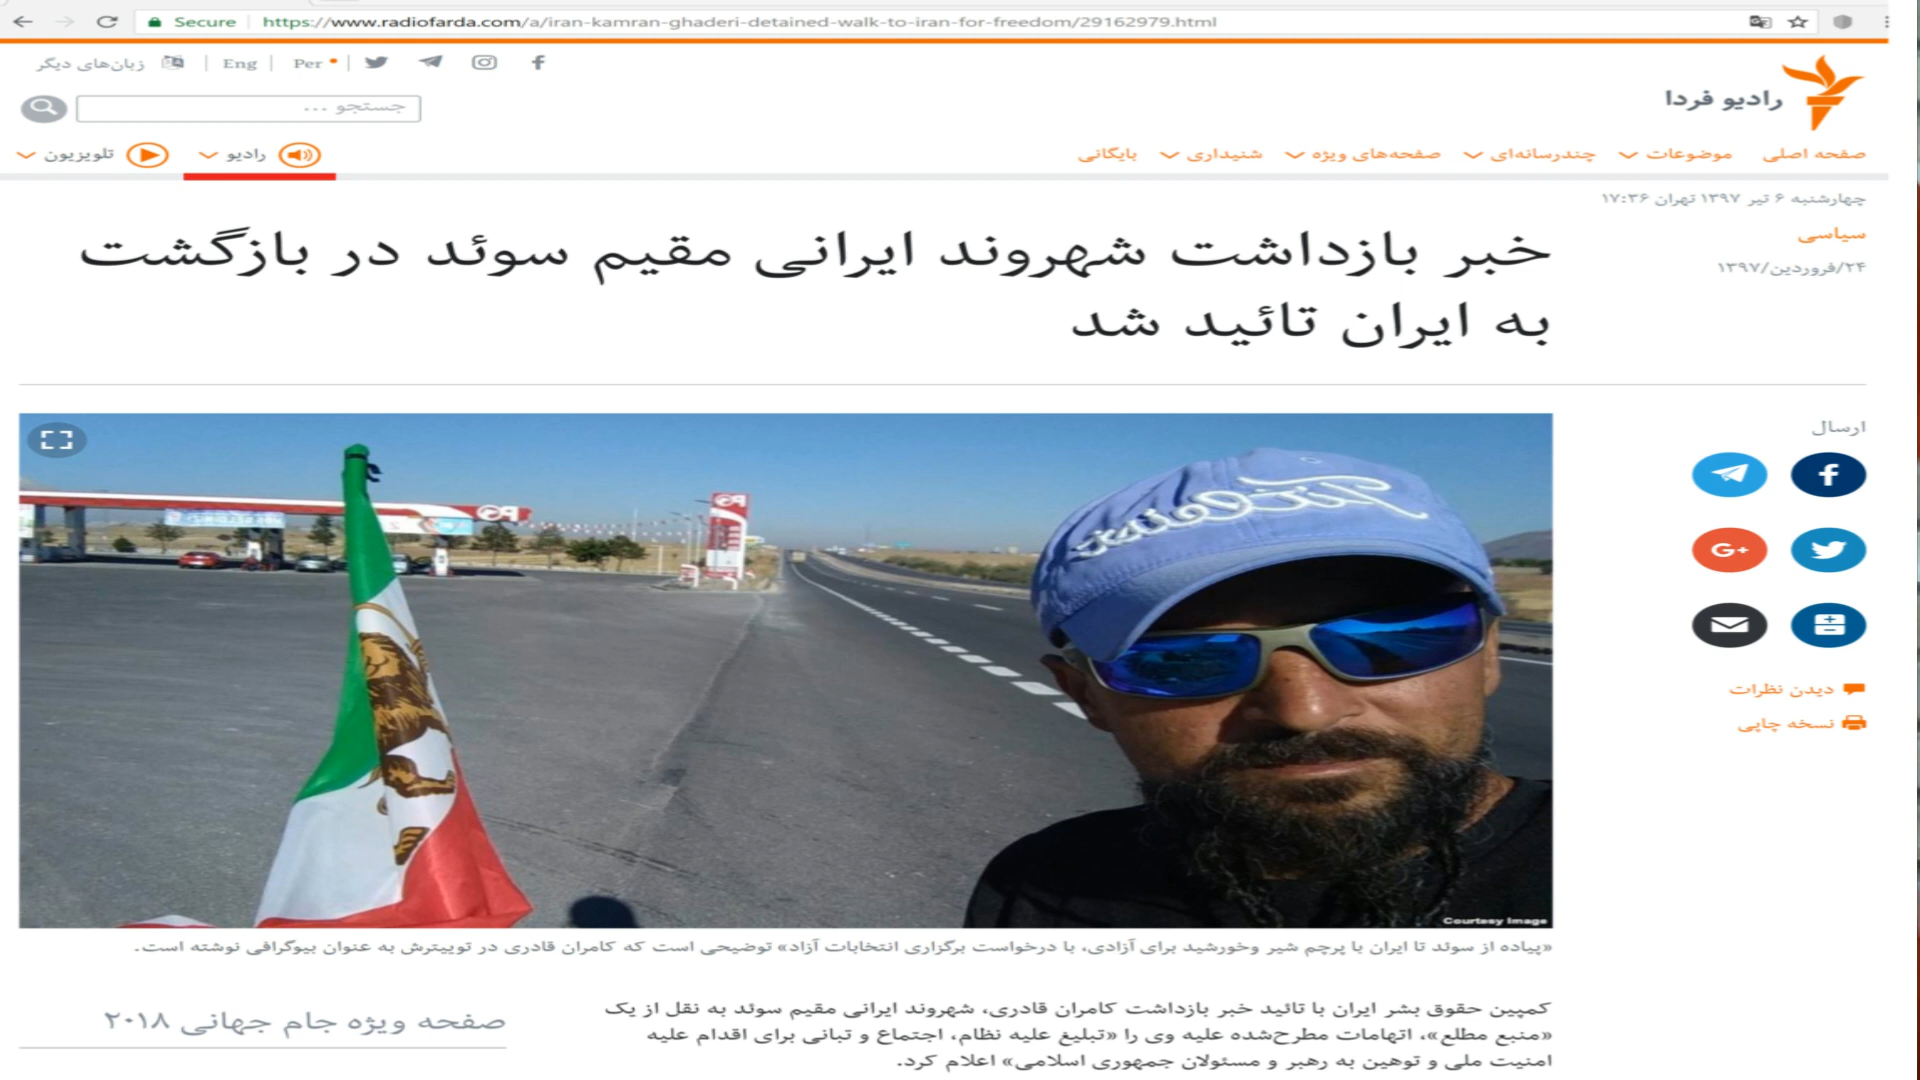 Secure
https://www.radiofarda.com/a/iran-kamran-ghaderi-detained-walk-to-iran-for-freedom/29162979.html
زبان‌های دیگر
Eng
Per
جستجو ...
رادیو فردا
صفحه اصلی
موضوعات
چندرسانه‌ای
صفحه‌های ویژه
شنیداری
بایگانی
رادیو
تلویزیون
چهارشنبه ۶ تیر ۱۳۹۷ تهران ۱۷:۳۶
سیاسی
۲۴/فروردین/۱۳۹۷
خبر بازداشت شهروند ایرانی مقیم سوئد در بازگشت
به ایران تائید شد
ارسال
G+
دیدن نظرات
نسخه چاپی
Courtesy Image
«پیاده از سوئد تا ایران با پرچم شیر وخورشید برای آزادی، با درخواست برگزاری انتخابات آزاد» توضیحی است که کامران قادری در توییترش به عنوان بیوگرافی نوشته است.
کمپین حقوق بشر ایران با تائید خبر بازداشت کامران قادری، شهروند ایرانی مقیم سوئد به نقل از یک
«منبع مطلع»، اتهامات مطرح‌شده علیه وی را «تبلیغ علیه نظام، اجتماع و تبانی برای اقدام علیه
امنیت ملی و توهین به رهبر و مسئولان جمهوری اسلامی» اعلام کرد.
صفحه ویژه جام جهانی ۲۰۱۸